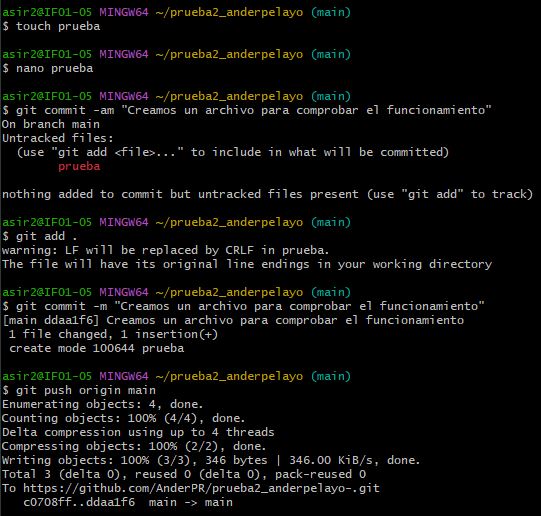 asir2@IF01-05 MINGW64 ~/prueba2_anderpelayo (main)
$ touch prueba
asir2@IF01-05 MINGW64 ~/prueba2_anderpelayo (main)
$ nano prueba
asir2@IF01-05 MINGW64 ~/prueba2_anderpelayo (main)
$ git commit -am "Creamos un archivo para comprobar el funcionamiento"
On branch main
Untracked files:
  (use "git add <file>..." to include in what will be committed)
        prueba
nothing added to commit but untracked files present (use "git add" to track)
asir2@IF01-05 MINGW64 ~/prueba2_anderpelayo (main)
$ git add .
warning: LF will be replaced by CRLF in prueba.
The file will have its original line endings in your working directory
asir2@IF01-05 MINGW64 ~/prueba2_anderpelayo (main)
$ git commit -m "Creamos un archivo para comprobar el funcionamiento"
[main ddaa1f6] Creamos un archivo para comprobar el funcionamiento
 1 file changed, 1 insertion(+)
 create mode 100644 prueba
asir2@IF01-05 MINGW64 ~/prueba2_anderpelayo (main)
$ git push origin main
Enumerating objects: 4, done.
Counting objects: 100% (4/4), done.
Delta compression using up to 4 threads
Compressing objects: 100% (2/2), done.
Writing objects: 100% (3/3), 346 bytes | 346.00 KiB/s, done.
Total 3 (delta 0), reused 0 (delta 0), pack-reused 0
To https://github.com/AnderPR/prueba2_anderpelayo-.git
   c0708ff..ddaa1f6  main -> main